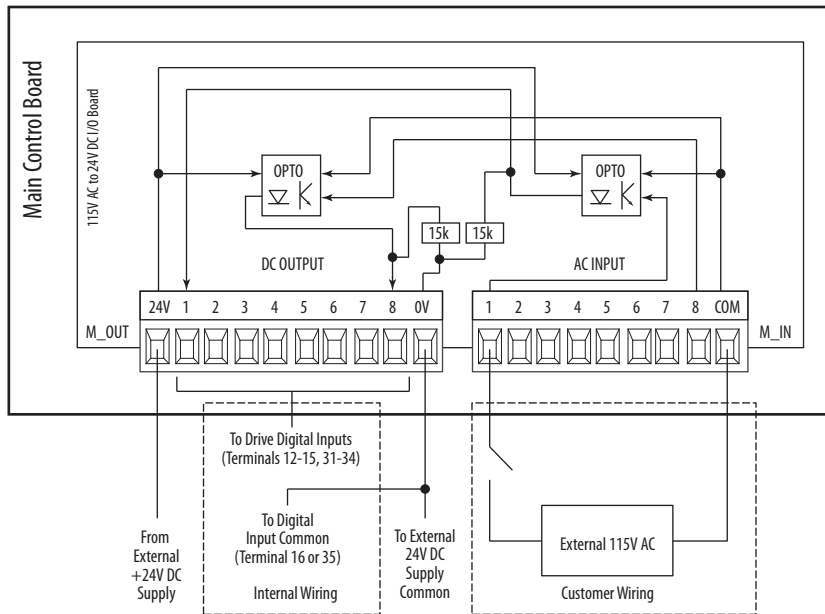 Main Control Board
115V AC to 24V DC I/O Board
OPTO
OPTO
15k
15k
DC OUTPUT
AC INPUT
24V 1 2 3 4 5 6 7 8 0V
1 2 3 4 5 6 7 8 COM
M_OUT
M_IN
To Drive Digital Inputs
(Terminals 12-15, 31-34)
From
External
+24V DC
Supply
To Digital
Input Common
(Terminal 16 or 35)
Internal Wiring
To External
24V DC
Supply
Common
External 115V AC
Customer Wiring